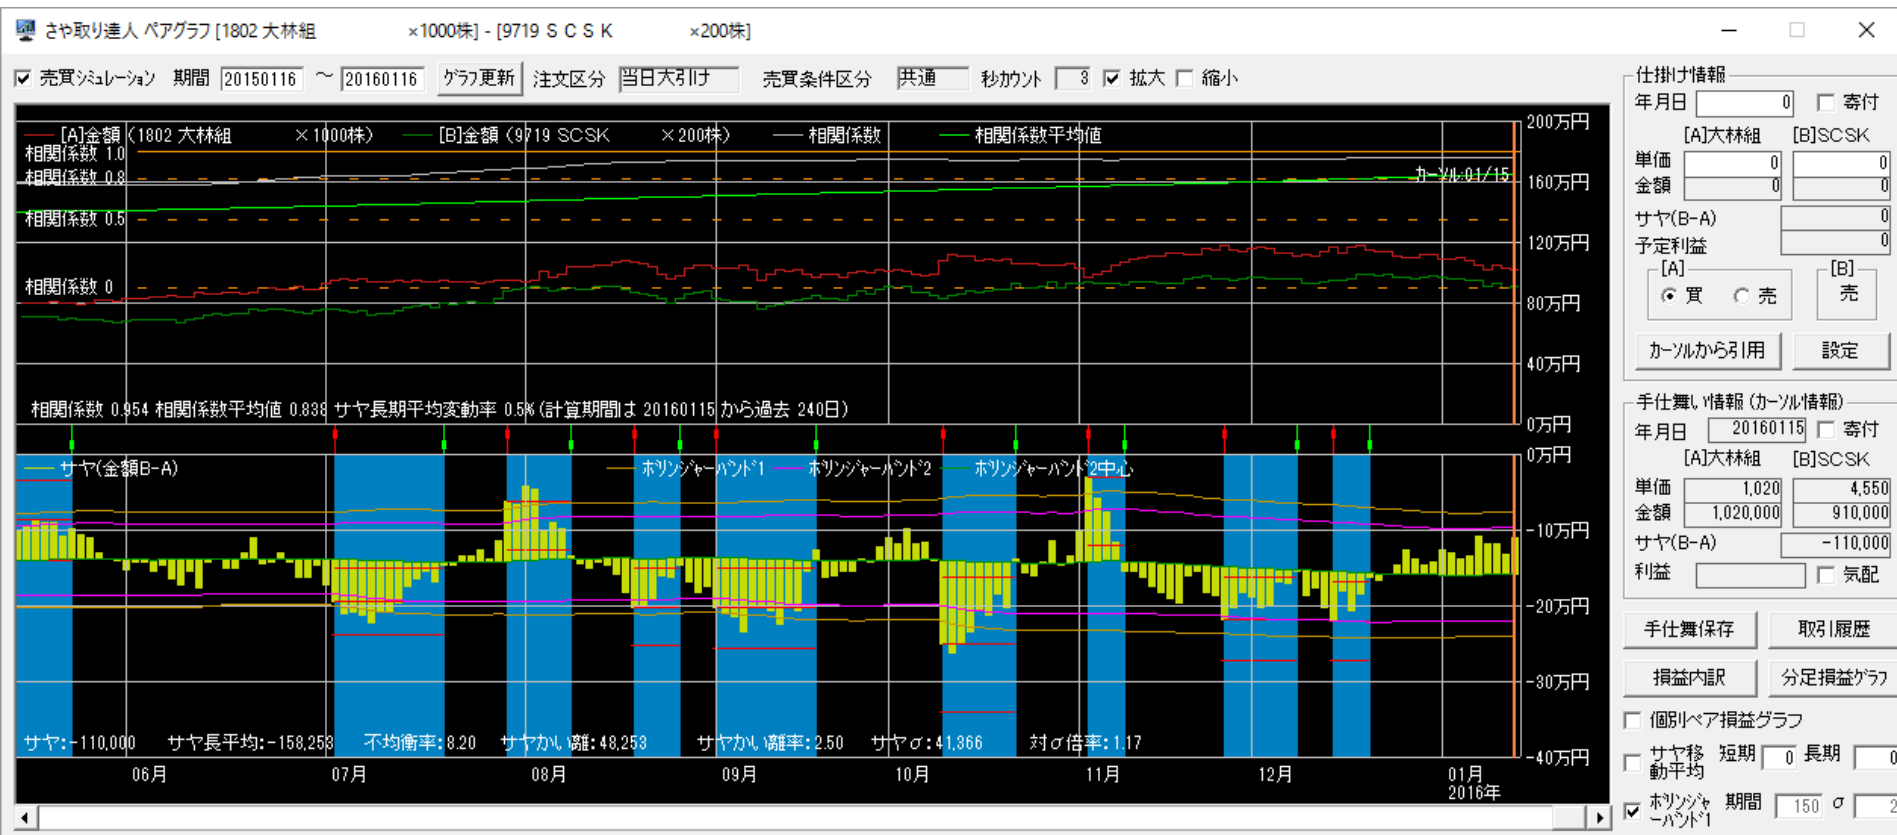 さや取り達人 ペアグラフ [1802 大林組 ×1000株] - [9719 ＳＣＳＫ ×200株]
売買ｼﾐｭﾚｰｼｮﾝ 期間 20150116 ～ 20160116 ｸﾞﾗﾌ更新 注文区分 当日大引け 売買条件区分 共通 秒ｶｳﾝﾄ 3 拡大 縮小
[A]金額 (1802 大林組 ×1000株) [B]金額 (9719 SCSK ×200株) 相関係数 相関係数平均値
相関係数 1.0
相関係数 0.8
相関係数 0.5
相関係数 0
ｶｰｿﾙ:01/15
200万円
160万円
120万円
80万円
40万円
0万円
相関係数 0.954 相関係数平均値 0.838 サヤ長期平均変動率 0.5% (計算期間は 20160115 から過去 240日)
サヤ(金額B-A) ﾎﾞﾘﾝｼﾞｬｰﾊﾞﾝﾄﾞ1 ﾎﾞﾘﾝｼﾞｬｰﾊﾞﾝﾄﾞ2 ﾎﾞﾘﾝｼﾞｬｰﾊﾞﾝﾄﾞ2中心
0万円
-10万円
-20万円
-30万円
-40万円
サヤ:-110,000 サヤ長平均:-158,253 不均衡率:8.20 サヤかい離:48,253 サヤかい離率:2.50 サヤσ:41,366 対σ倍率:1.17
06月 07月 08月 09月 10月 11月 12月 01月
2016年
仕掛け情報
年月日 0 寄付
[A]大林組 [B]SCSK
単価 0 0
金額 0 0
サヤ(B-A) 0
予定利益 0
[A] [B]
買 売 売
ｶｰｿﾙから引用 設定
手仕舞い情報 (ｶｰｿﾙ情報)
年月日 20160115 寄付
[A]大林組 [B]SCSK
単価 1,020 4,550
金額 1,020,000 910,000
サヤ(B-A) -110,000
利益 気配
手仕舞保存 取引履歴
損益内訳 分足損益ｸﾞﾗﾌ
個別ペア損益グラフ
サヤ移動平均 短期 0 長期 0
ﾎﾞﾘﾝｼﾞｬｰﾊﾞﾝﾄﾞ1 期間 150 σ 2